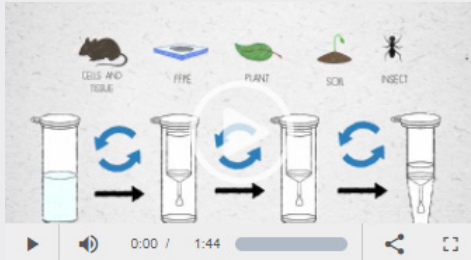 CELLS AND TISSUE
FFPE
PLANT
SOIL
INSECT
0:00 / 1:44